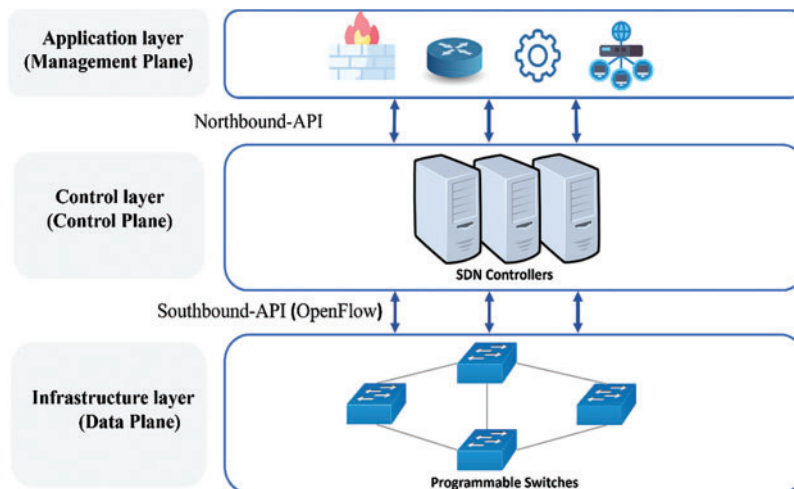 Application layer
(Management Plane)
Northbound-API
Control layer
(Control Plane)
SDN Controllers
Southbound-API (OpenFlow)
Infrastructure layer
(Data Plane)
Programmable Switches